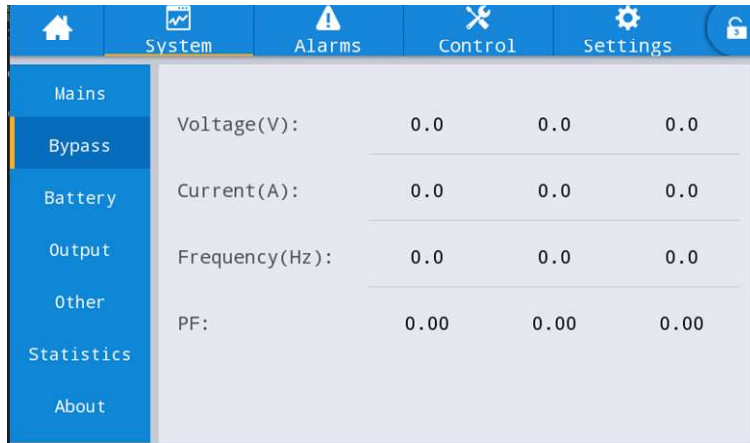 System Alarms Control Settings
Mains
Bypass
Battery
Output
Other
Statistics
About
Voltage(V): 0.0 0.0 0.0
Current(A): 0.0 0.0 0.0
Frequency(Hz): 0.0 0.0 0.0
PF: 0.00 0.00 0.00